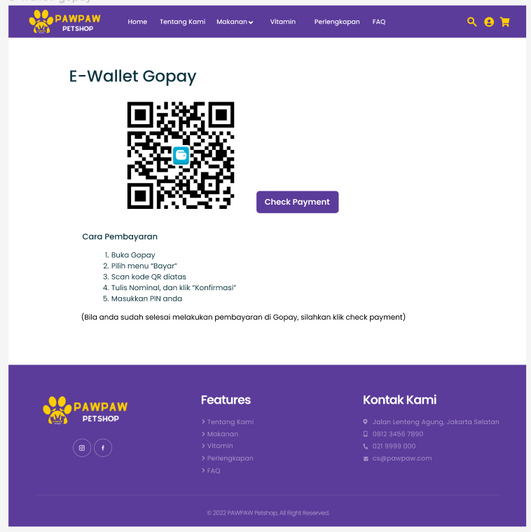 PAWPAW
PETSHOP
Home Tentang Kami Makanan Vitamin Perlengkapan FAQ
E-Wallet Gopay
Check Payment
Cara Pembayaran
1. Buka Gopay
2. Pilih menu “Bayar”
3. Scan kode QR diatas
4. Tulis Nominal, dan klik “Konfirmasi”
5. Masukkan PIN anda
(Bila anda sudah selesai melakukan pembayaran di Gopay, silahkan klik check payment)
PAWPAW
PETSHOP
Features
Tentang Kami
Makanan
Vitamin
Perlengkapan
FAQ
Kontak Kami
Jalan Lenteng Agung, Jakarta Selatan
0812 3456 7890
021 9999 000
cs@pawpaw.com
© 2022 PAWPAW Petshop, All Right Reserved.